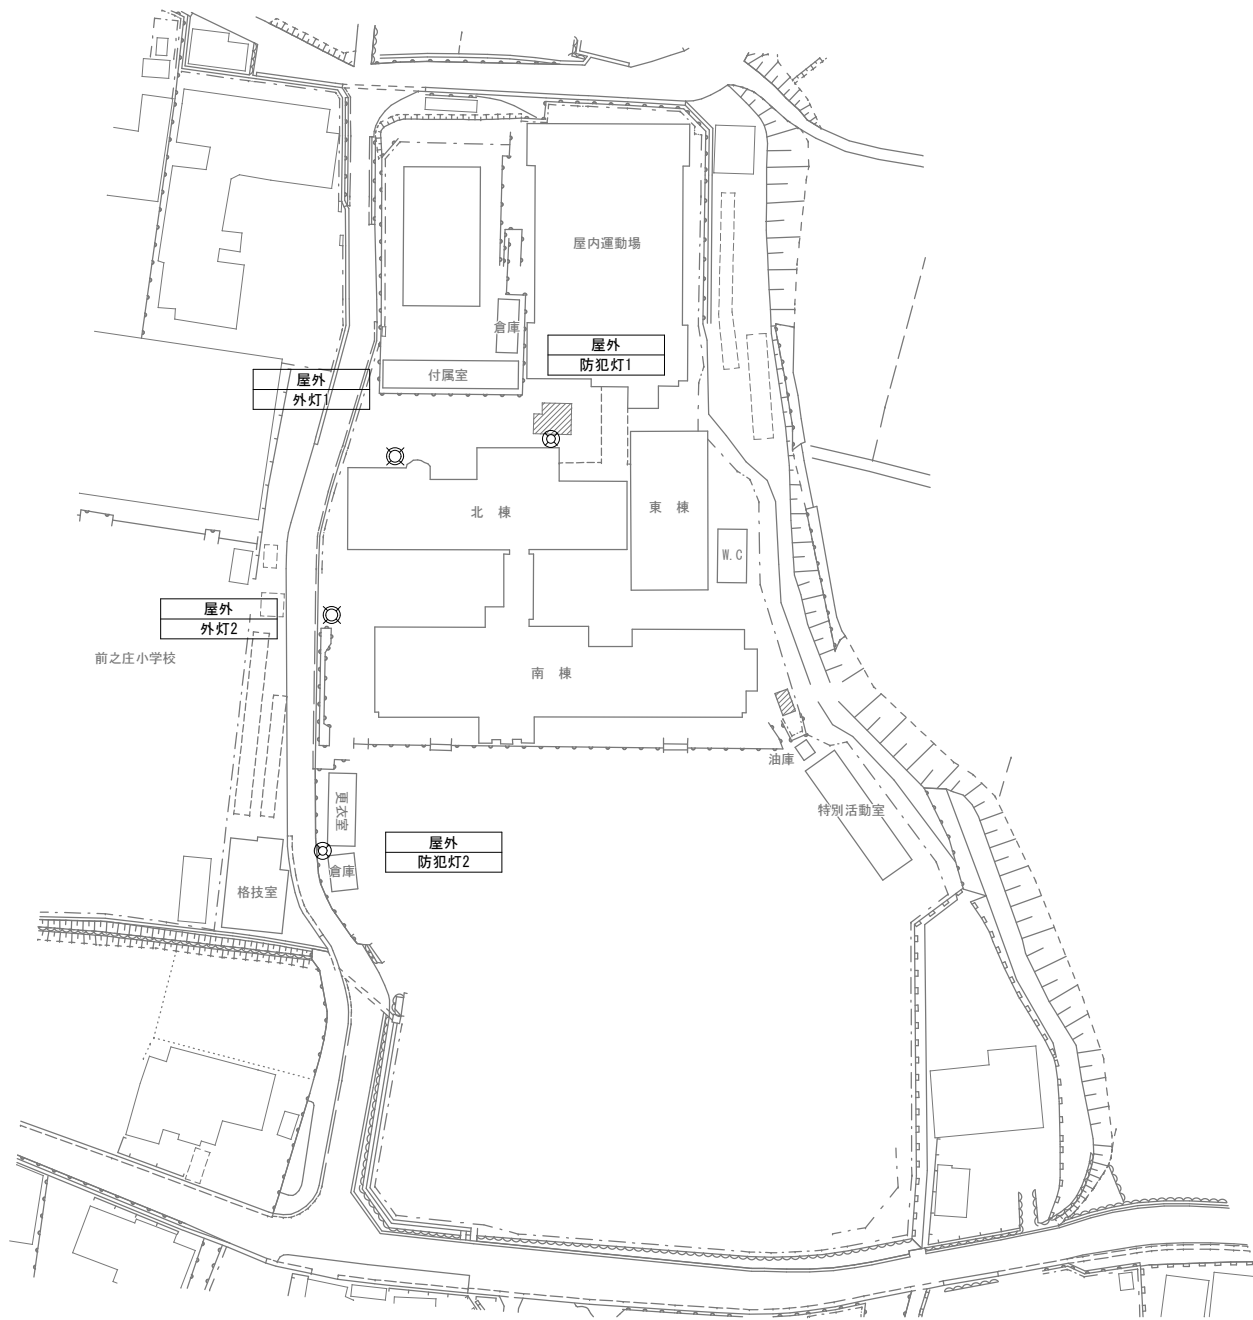 屋内運動場
倉庫
屋外
防犯灯1
付属室
屋外
外灯1
北　棟
東　棟
W.C
屋外
外灯2
前之庄小学校
南　棟
油庫
特別活動室
更衣室
屋外
防犯灯2
倉庫
格技室